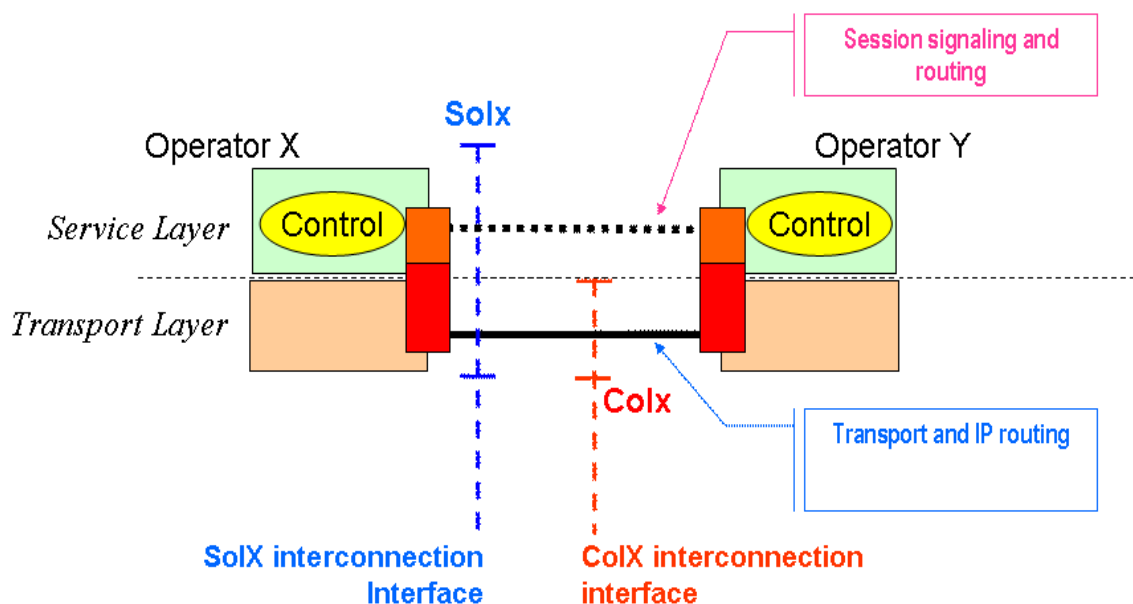 Session signaling and
routing
SoIx
Operator X
Operator Y
Service Layer
Control
Control
Transport Layer
CoIx
Transport and IP routing
SoIX interconnection
Interface
CoIX interconnection
interface